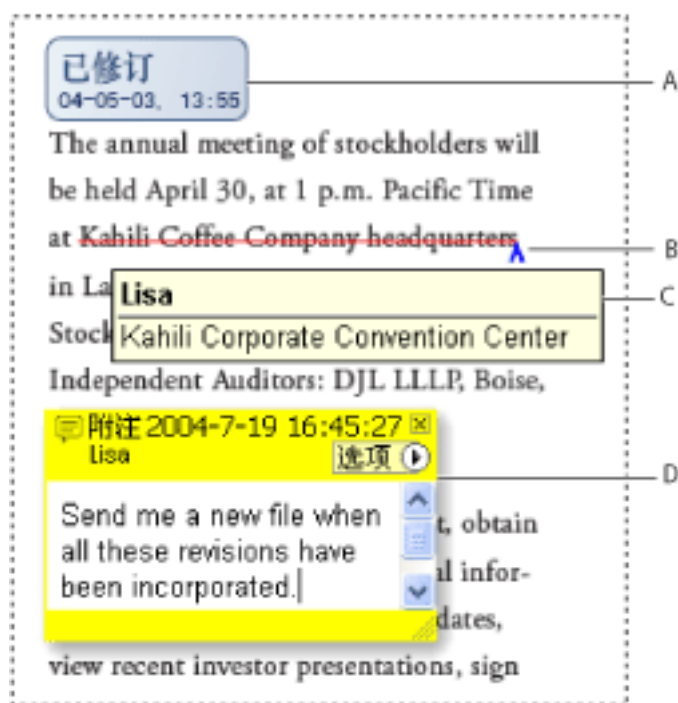 已修订
04-05-03, 13:55
A
The annual meeting of stockholders will
be held April 30, at 1 p.m. Pacific Time
at Kahili Coffee Company headquarters
B
in La
Lisa
C
Stock
Kahili Corporate Convention Center
Independent Auditors: DJL LLLP, Boise,
附注 2004-7-19 16:45:27
Lisa
选项
D
Send me a new file when
all these revisions have
been incorporated.
t, obtain
al infor-
dates,
view recent investor presentations, sign